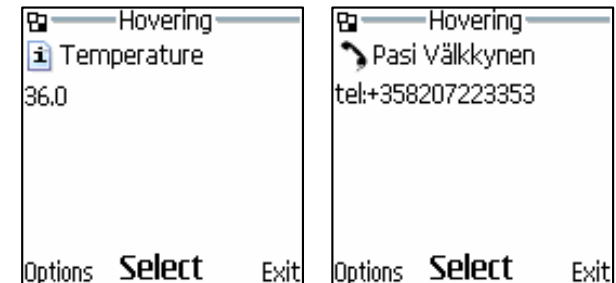 Hovering
Temperature
36.0
Options Select Exit
Hovering
Pasi Välkkynen
tel:+358207223353
Options Select Exit